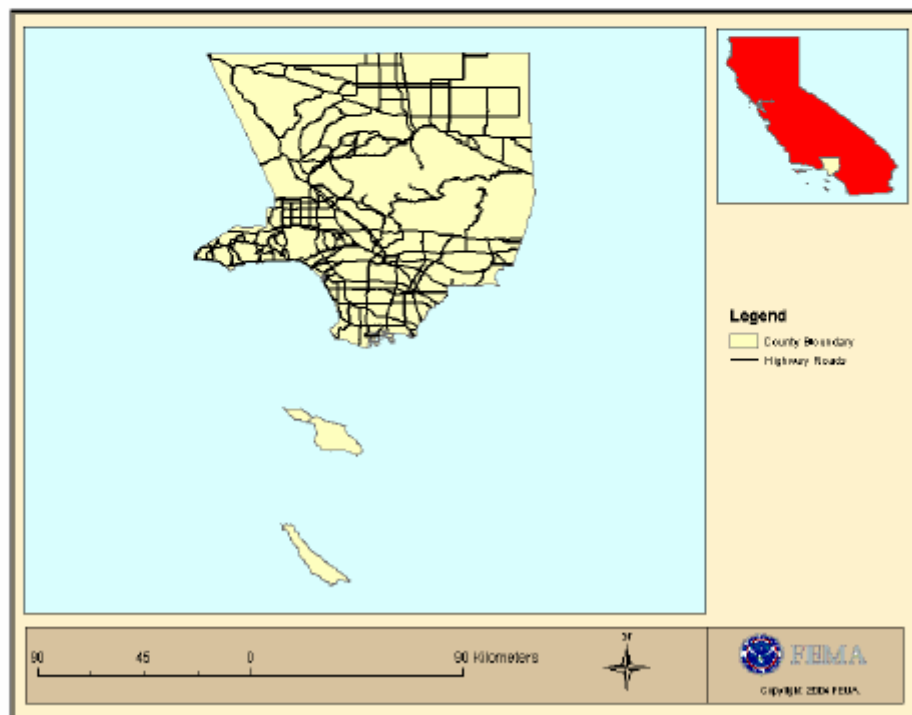 Legend
County Boundary
Highway Roads
90 45 0 90 Kilometers
N
FEMA
Copyright 2004 FEMA.